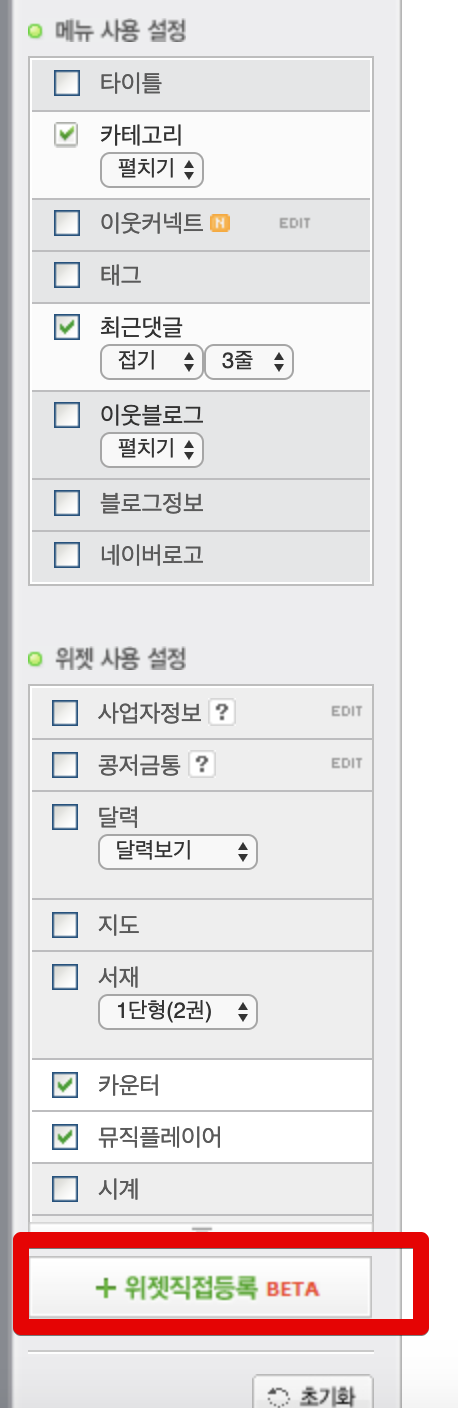 메뉴 사용 설정
타이틀
카테고리
펼치기
이웃커넥트 N EDIT
태그
최근댓글
접기 3줄
이웃블로그
펼치기
블로그정보
네이버로고
위젯 사용 설정
사업자정보 ? EDIT
콩저금통 ? EDIT
달력
달력보기
지도
서재
1단형(2권)
카운터
뮤직플레이어
시계
+ 위젯직접등록 BETA
초기화